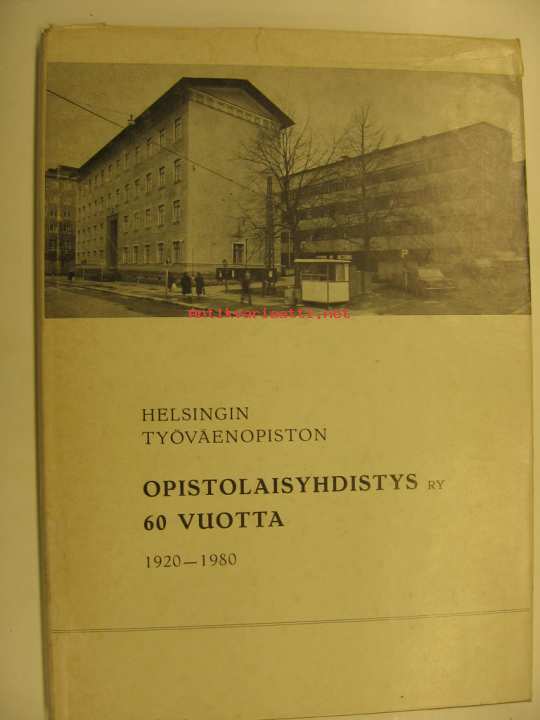 antikvariaatti.net
HELSINGIN
TYÖVÄENOPISTON
OPISTOLAISYHDISTYS RY
60 VUOTTA
1920—1980